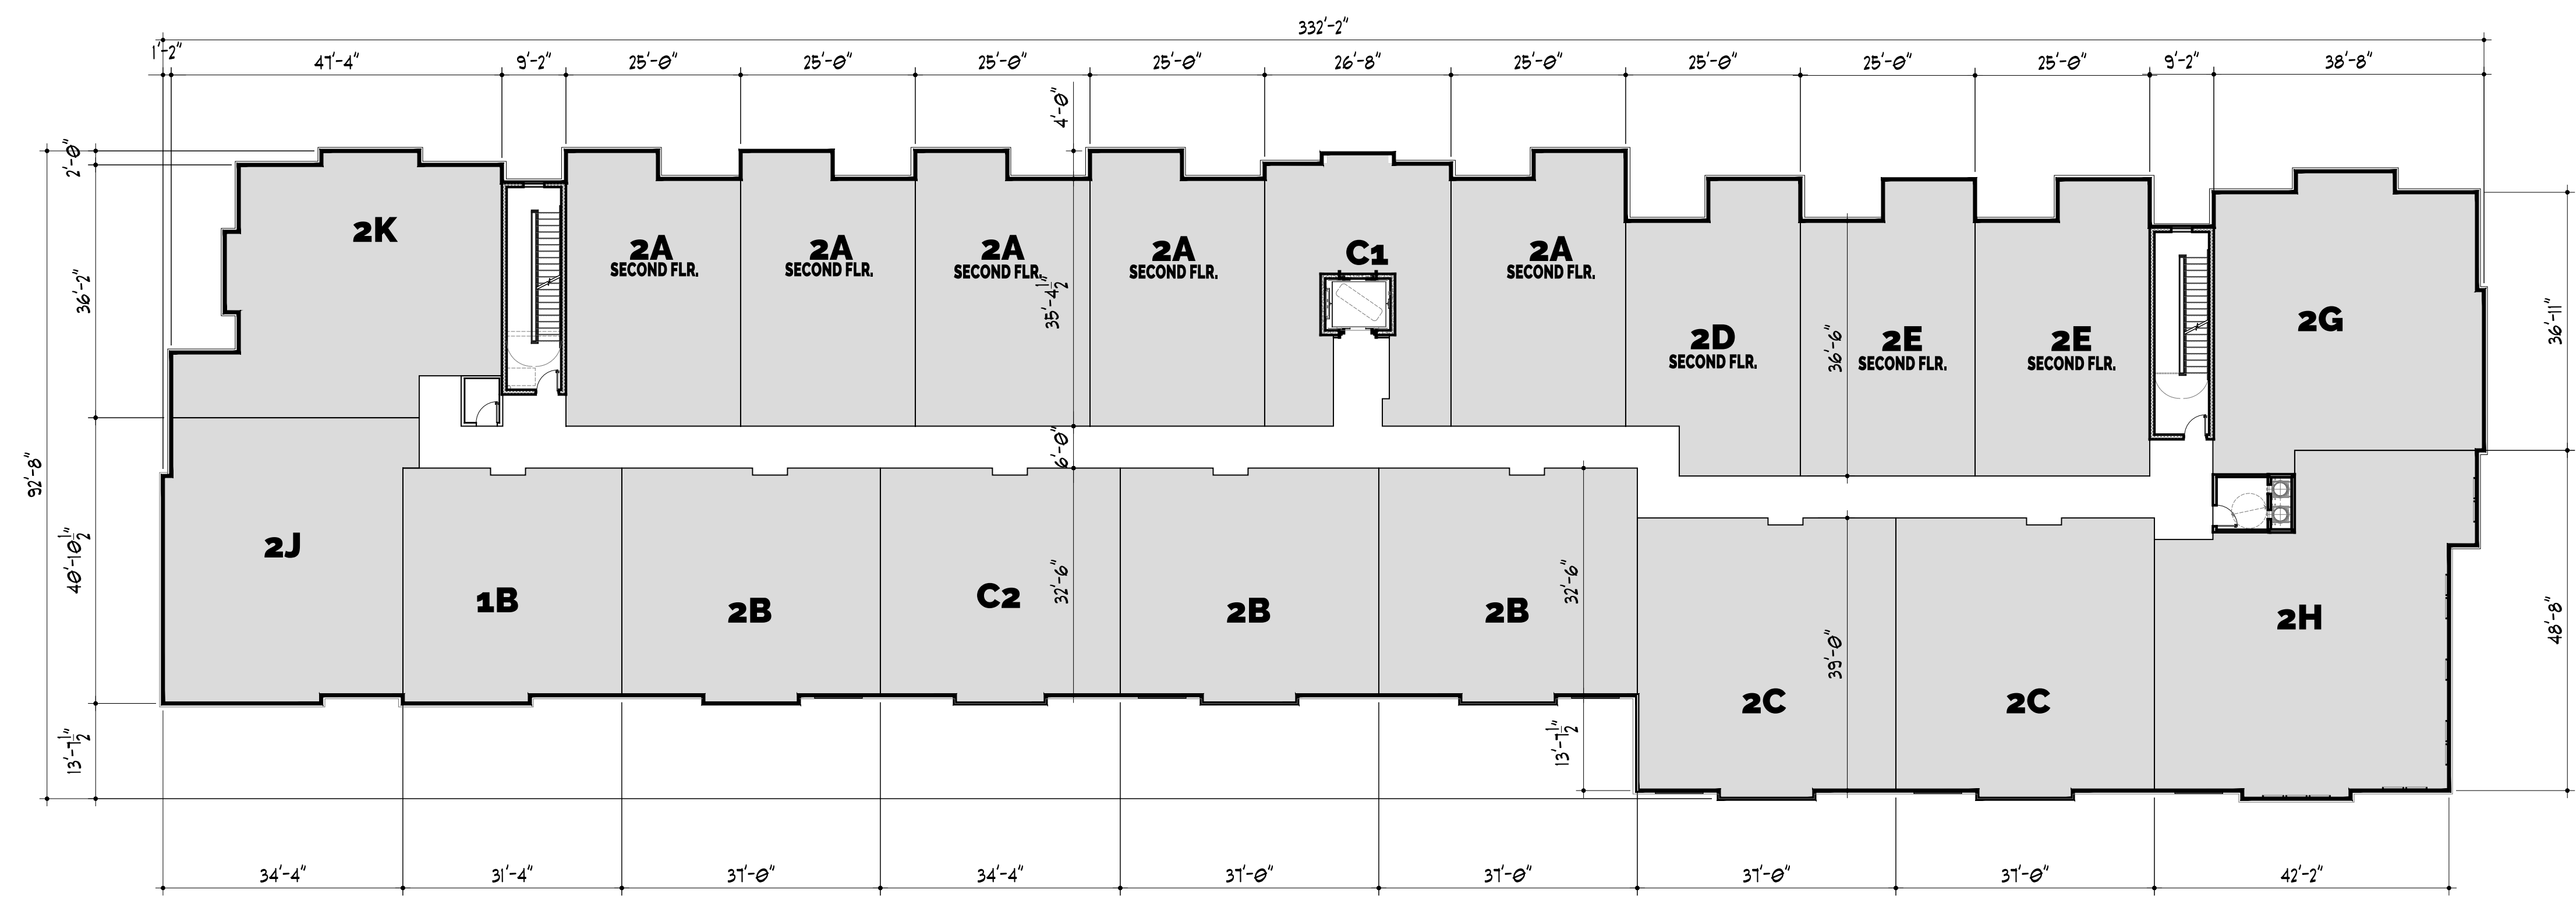 332'-2"
1'-2"
47'-4"
9'-2"
25'-0"
25'-0"
25'-0"
25'-0"
26'-8"
25'-0"
25'-0"
25'-0"
25'-0"
9'-2"
38'-8"
4'-0"
2'-0"
2K
2A
SECOND FLR.
2A
SECOND FLR.
2A
SECOND FLR.
2A
SECOND FLR.
C1
2A
SECOND FLR.
2D
SECOND FLR.
2E
SECOND FLR.
2E
SECOND FLR.
2G
36'-2"
35'-4 1/2"
36'-6"
36'-11"
92'-8"
6'-0"
2J
1B
2B
C2
2B
2B
2C
2C
2H
40'-10 1/2"
32'-6"
32'-6"
39'-0"
48'-8"
13'-7 1/2"
13'-7 1/2"
34'-4"
31'-4"
37'-0"
34'-4"
37'-0"
37'-0"
37'-0"
37'-0"
42'-2"